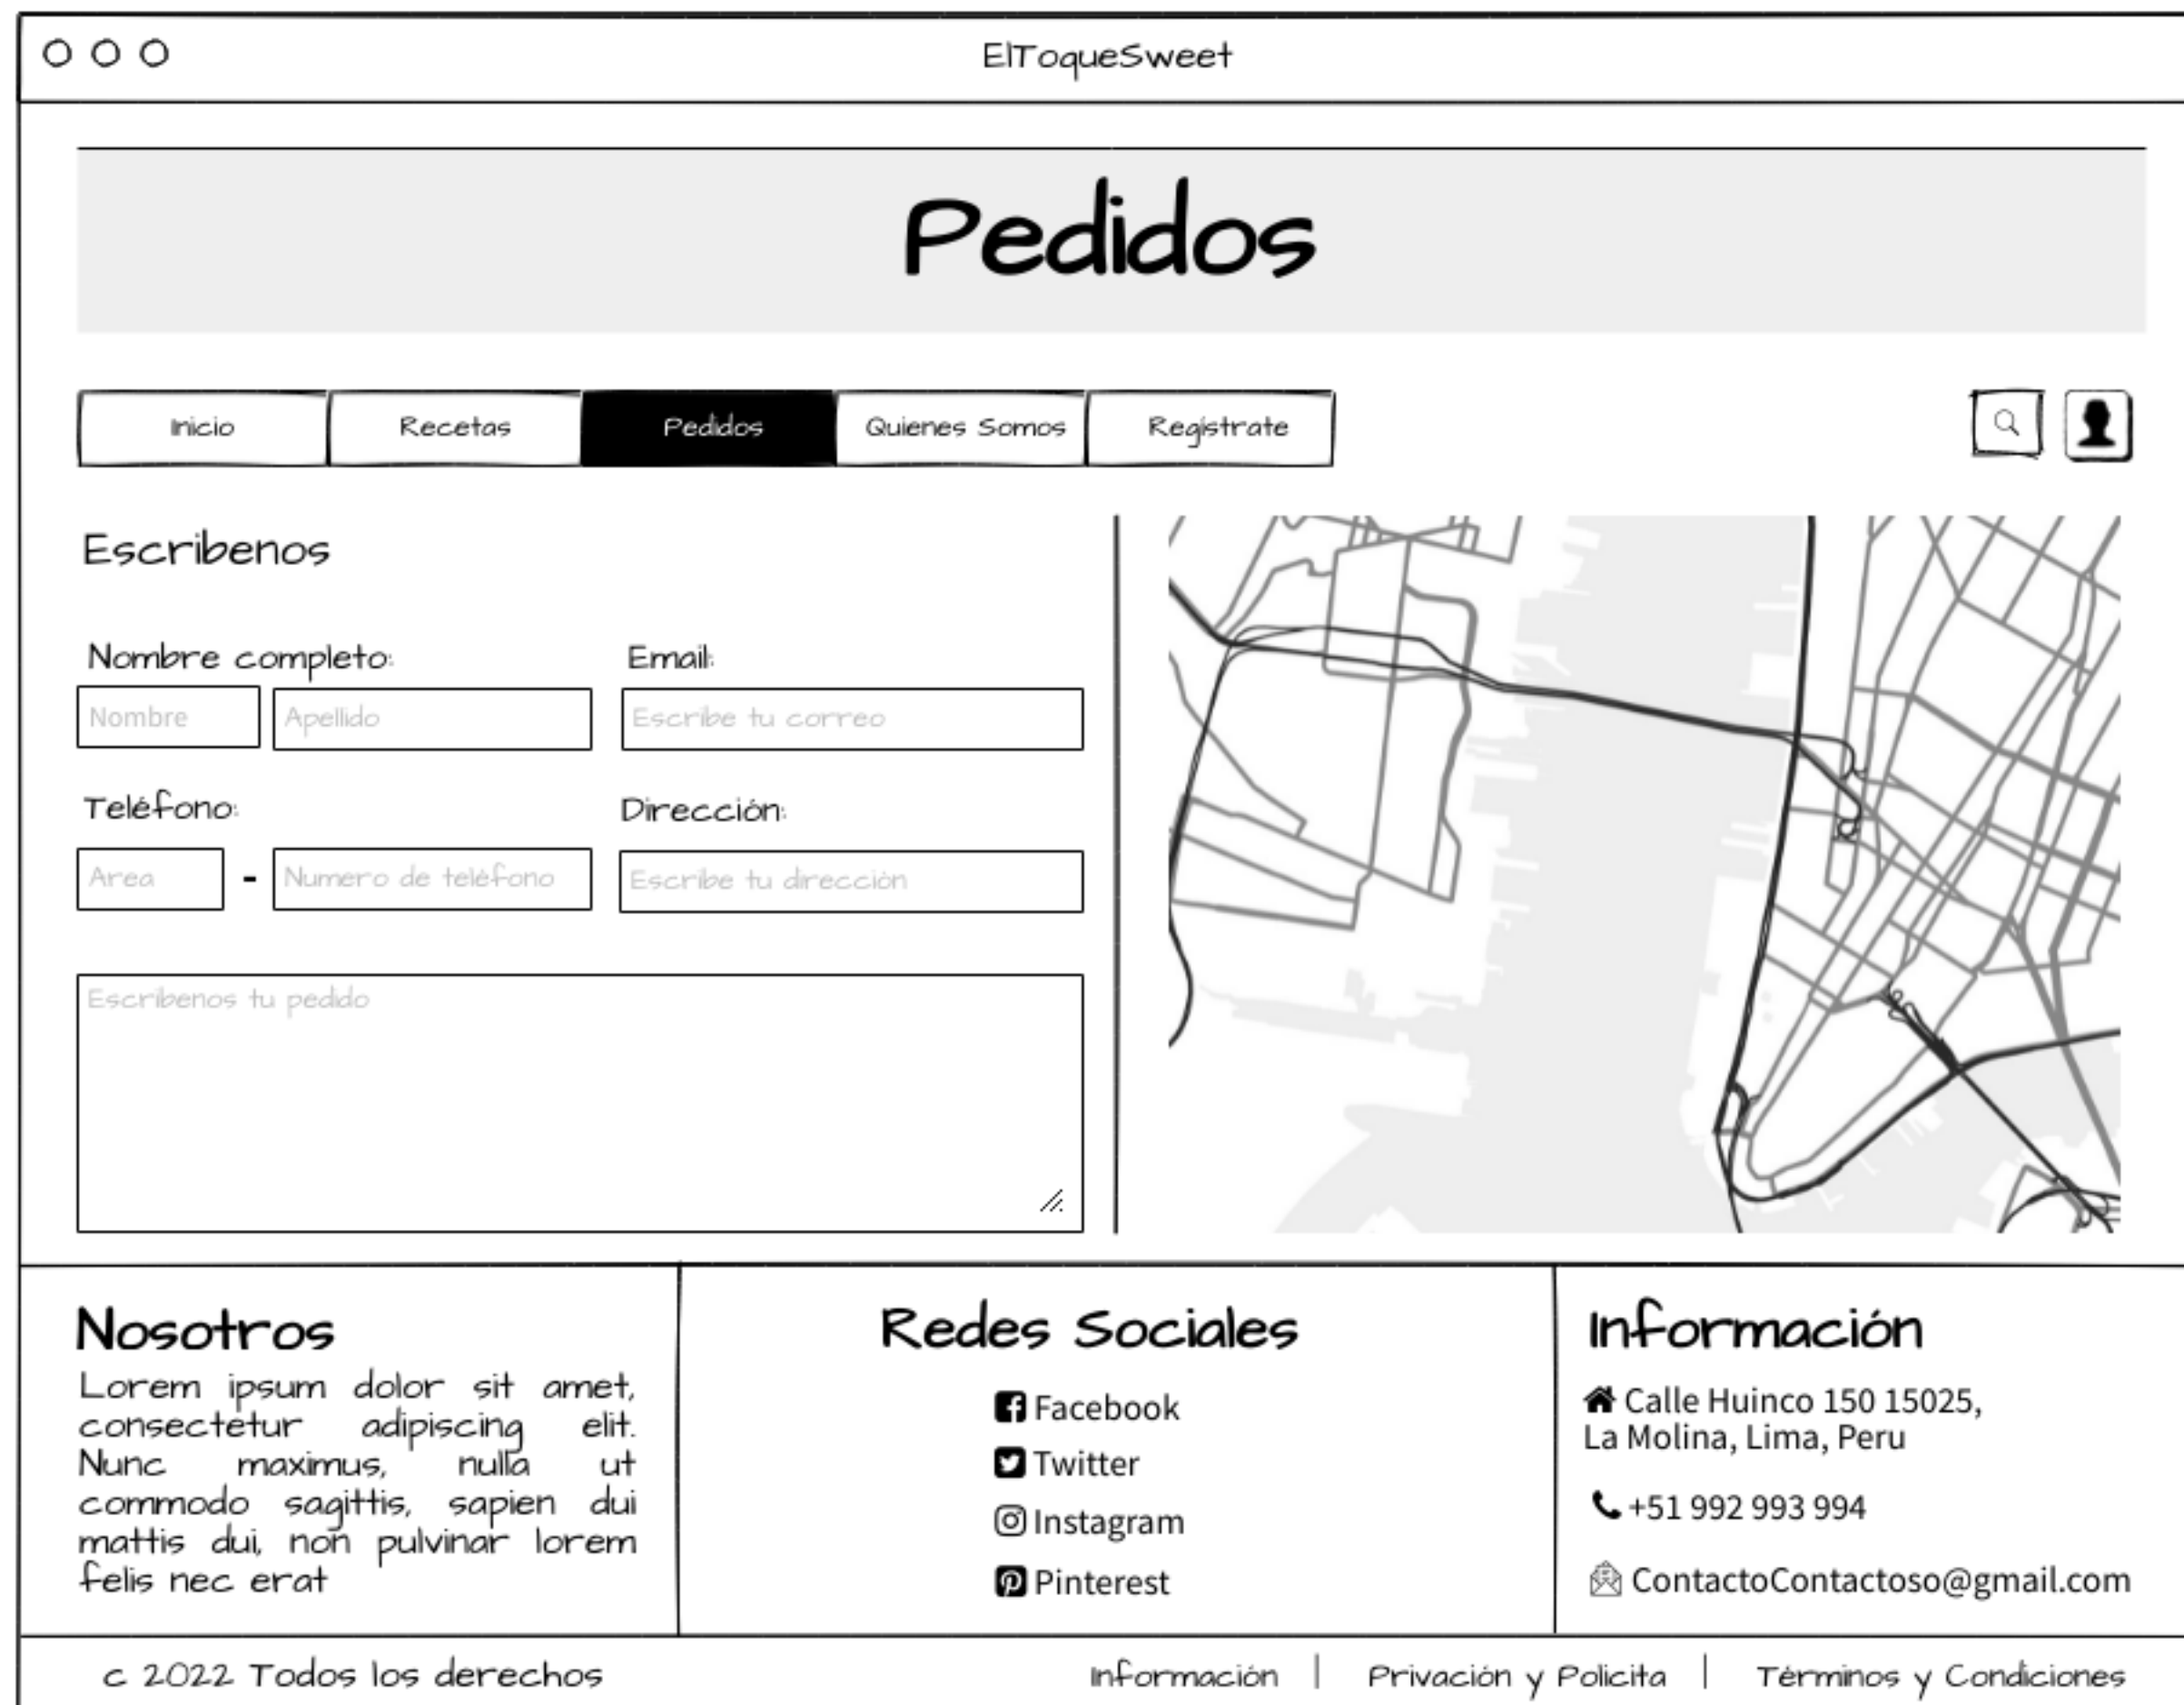 ElToqueSweet
Pedidos
Inicio
Recetas
Pedidos
Quienes Somos
Regístrate
Escribenos
Nombre completo:
Email:
Nombre
Apellido
Escribe tu correo
Teléfono:
Dirección:
Area
-
Numero de teléfono
Escribe tu dirección
Escribenos tu pedido
Nosotros
Lorem ipsum dolor sit amet,
consectetur adipiscing elit.
Nunc maximus, nulla ut
commodo sagittis, sapien dui
mattis dui, non pulvinar lorem
felis nec erat
Redes Sociales
Facebook
Twitter
Instagram
Pinterest
Información
Calle Huinco 150 15025,
La Molina, Lima, Peru
+51 992 993 994
ContactoContactoso@gmail.com
c 2022 Todos los derechos
Información | Privación y Policita | Términos y Condiciones